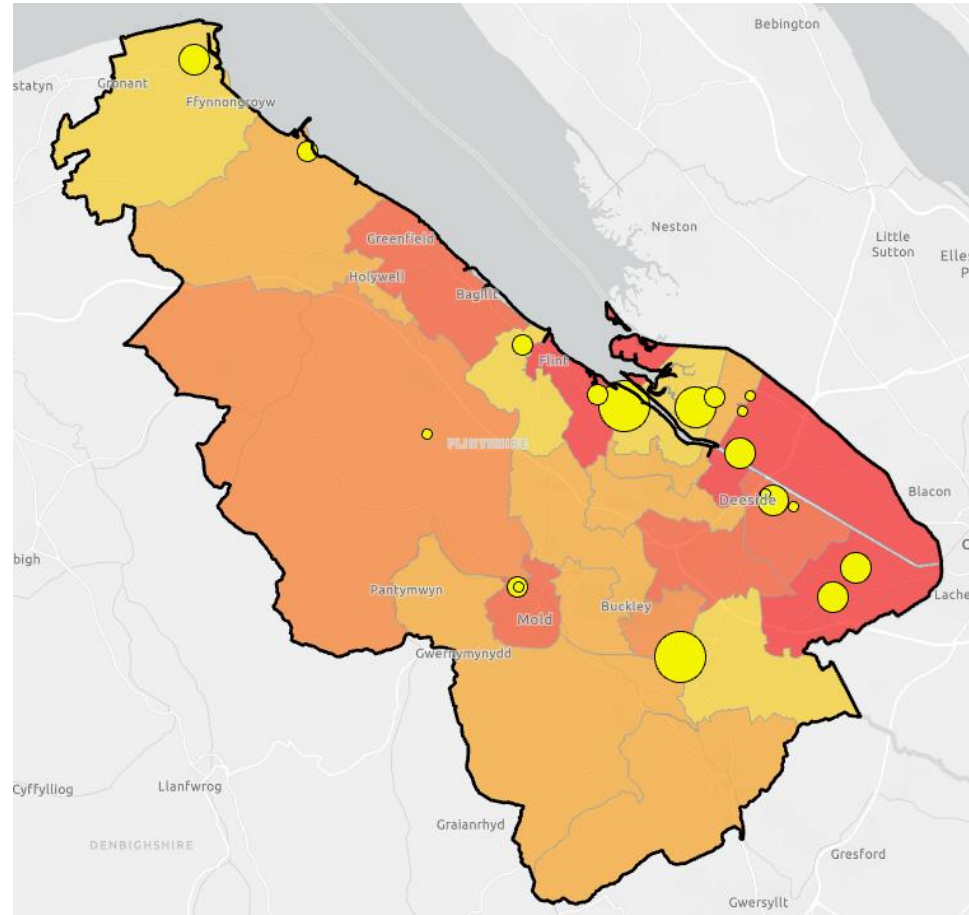 Bebington
statatyn
Gronant
Ffynnongroyw
Neston
Little
Sutton
Elles
P
Greenfield
Holywell
Bagillt
Flint
FLINTSHIRE
Deeside
Blacon
C
bigh
Pantymwyn
Buckley
Lache
Mold
Gwernymynydd
Cyffylliog
Llanfwrog
Graianrhyd
DENBIGHSHIRE
Gresford
Gwersyllt